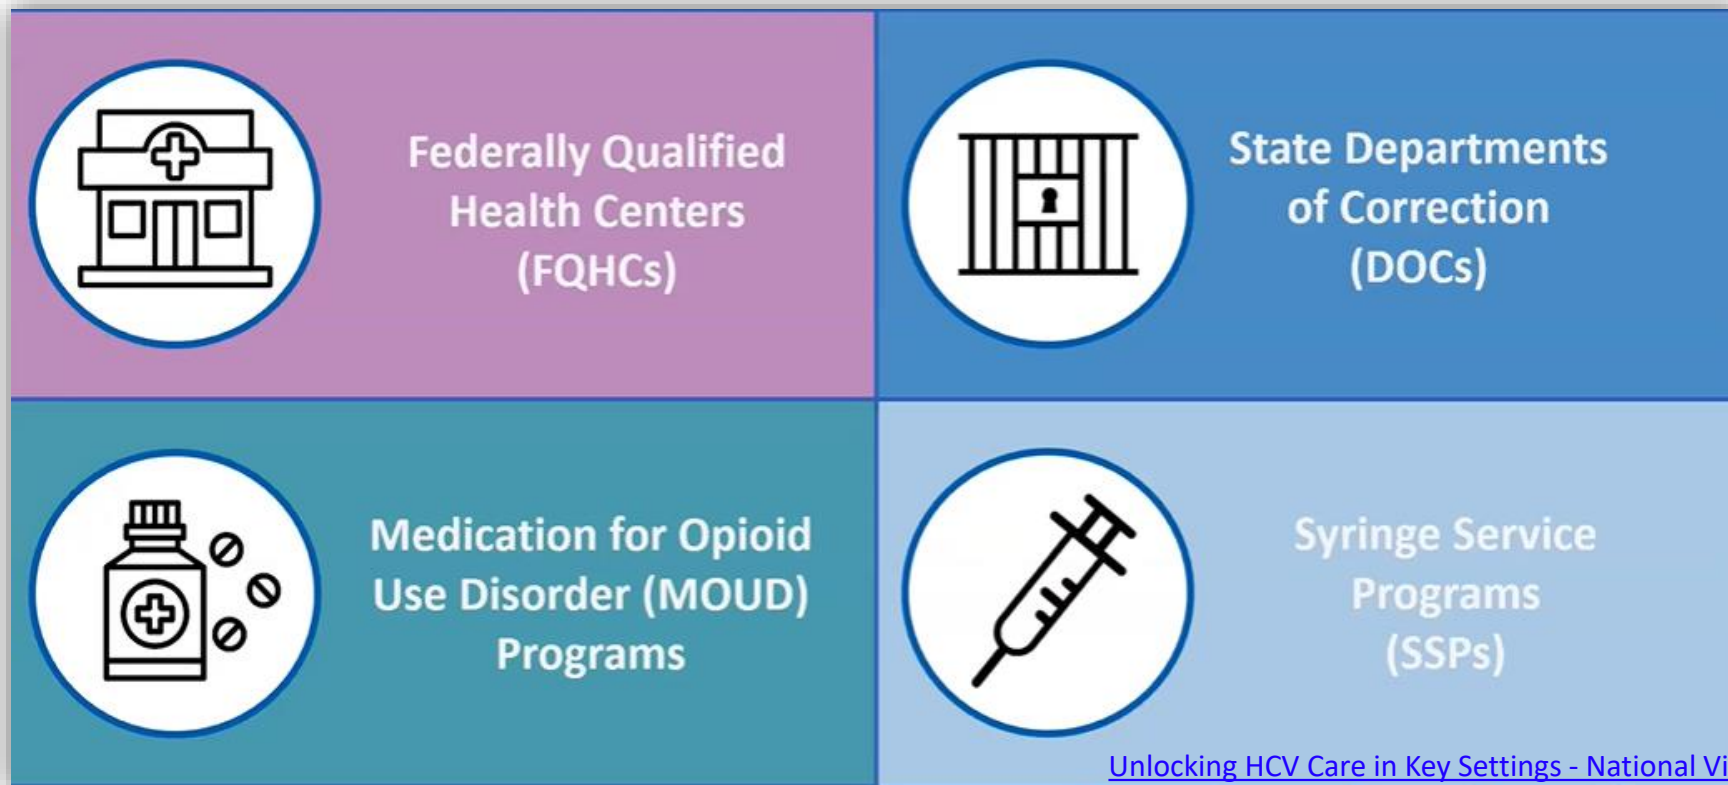 Federally Qualified
Health Centers
(FQHCs)
State Departments
of Correction
(DOCs)
Medication for Opioid
Use Disorder (MOUD)
Programs
Syringe Service
Programs
(SSPs)
Unlocking HCV Care in Key Settings - National Vi